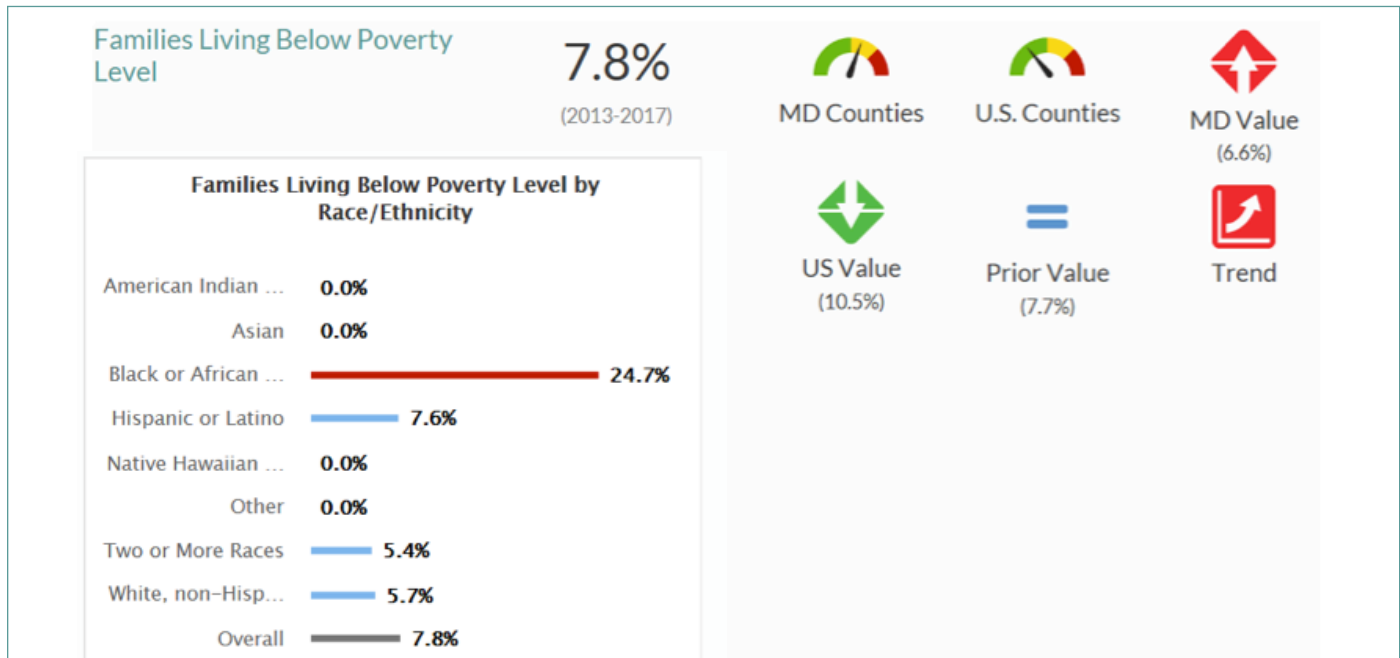 Families Living Below Poverty
Level
7.8%
(2013-2017)
MD Counties
U.S. Counties
MD Value
(6.6%)
US Value
(10.5%)
Prior Value
(7.7%)
Trend
Families Living Below Poverty Level by
Race/Ethnicity
American Indian ... 0.0%
Asian 0.0%
Black or African ... 24.7%
Hispanic or Latino 7.6%
Native Hawaiian ... 0.0%
Other 0.0%
Two or More Races 5.4%
White, non-Hisp... 5.7%
Overall 7.8%